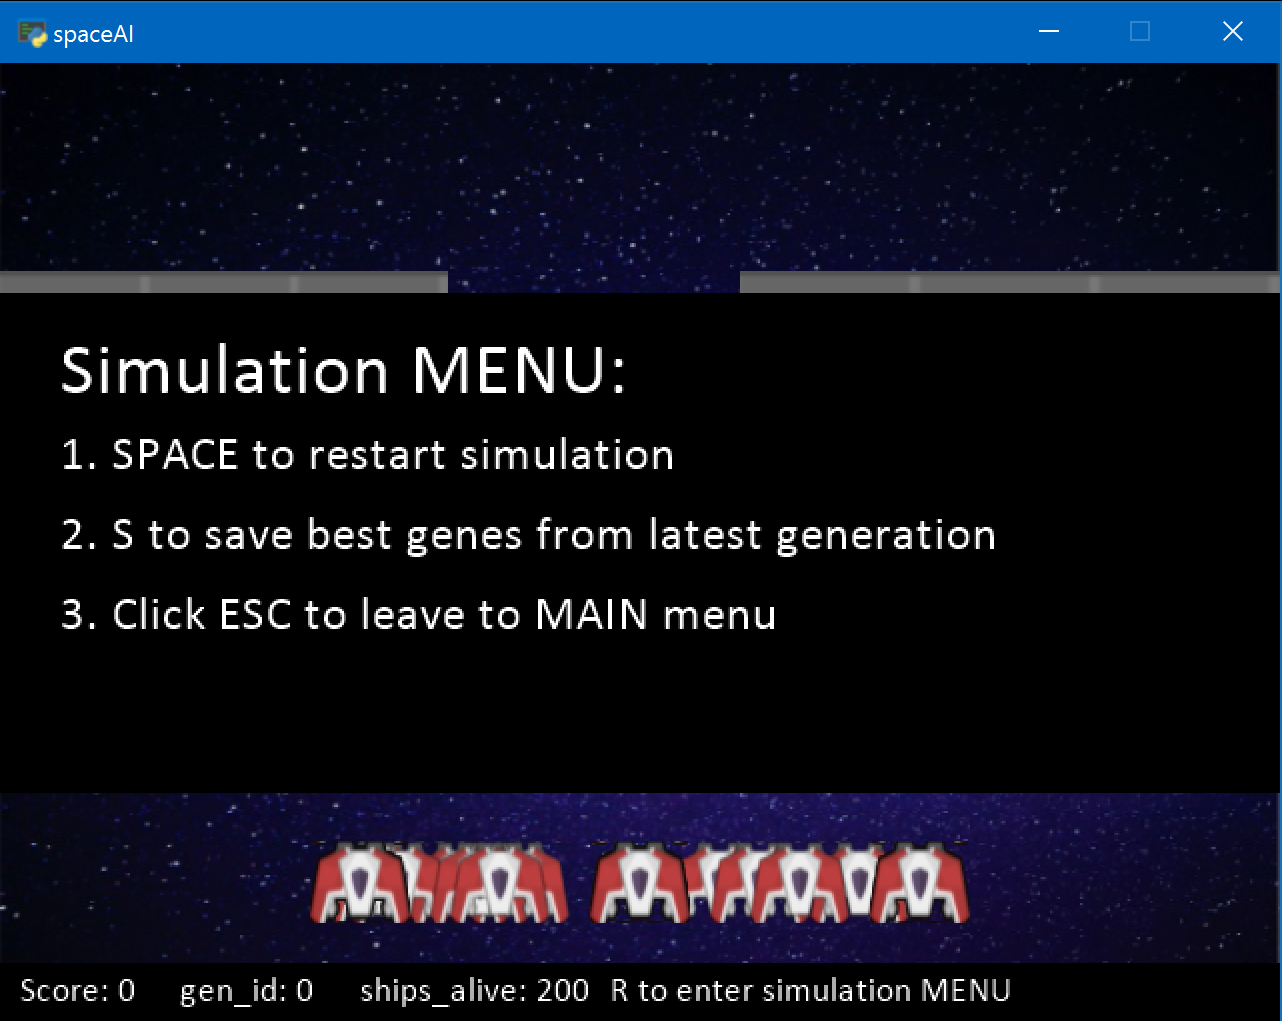 spaceAI
Simulation MENU:
1. SPACE to restart simulation
2. S to save best genes from latest generation
3. Click ESC to leave to MAIN menu
Score: 0 gen_id: 0 ships_alive: 200 R to enter simulation MENU